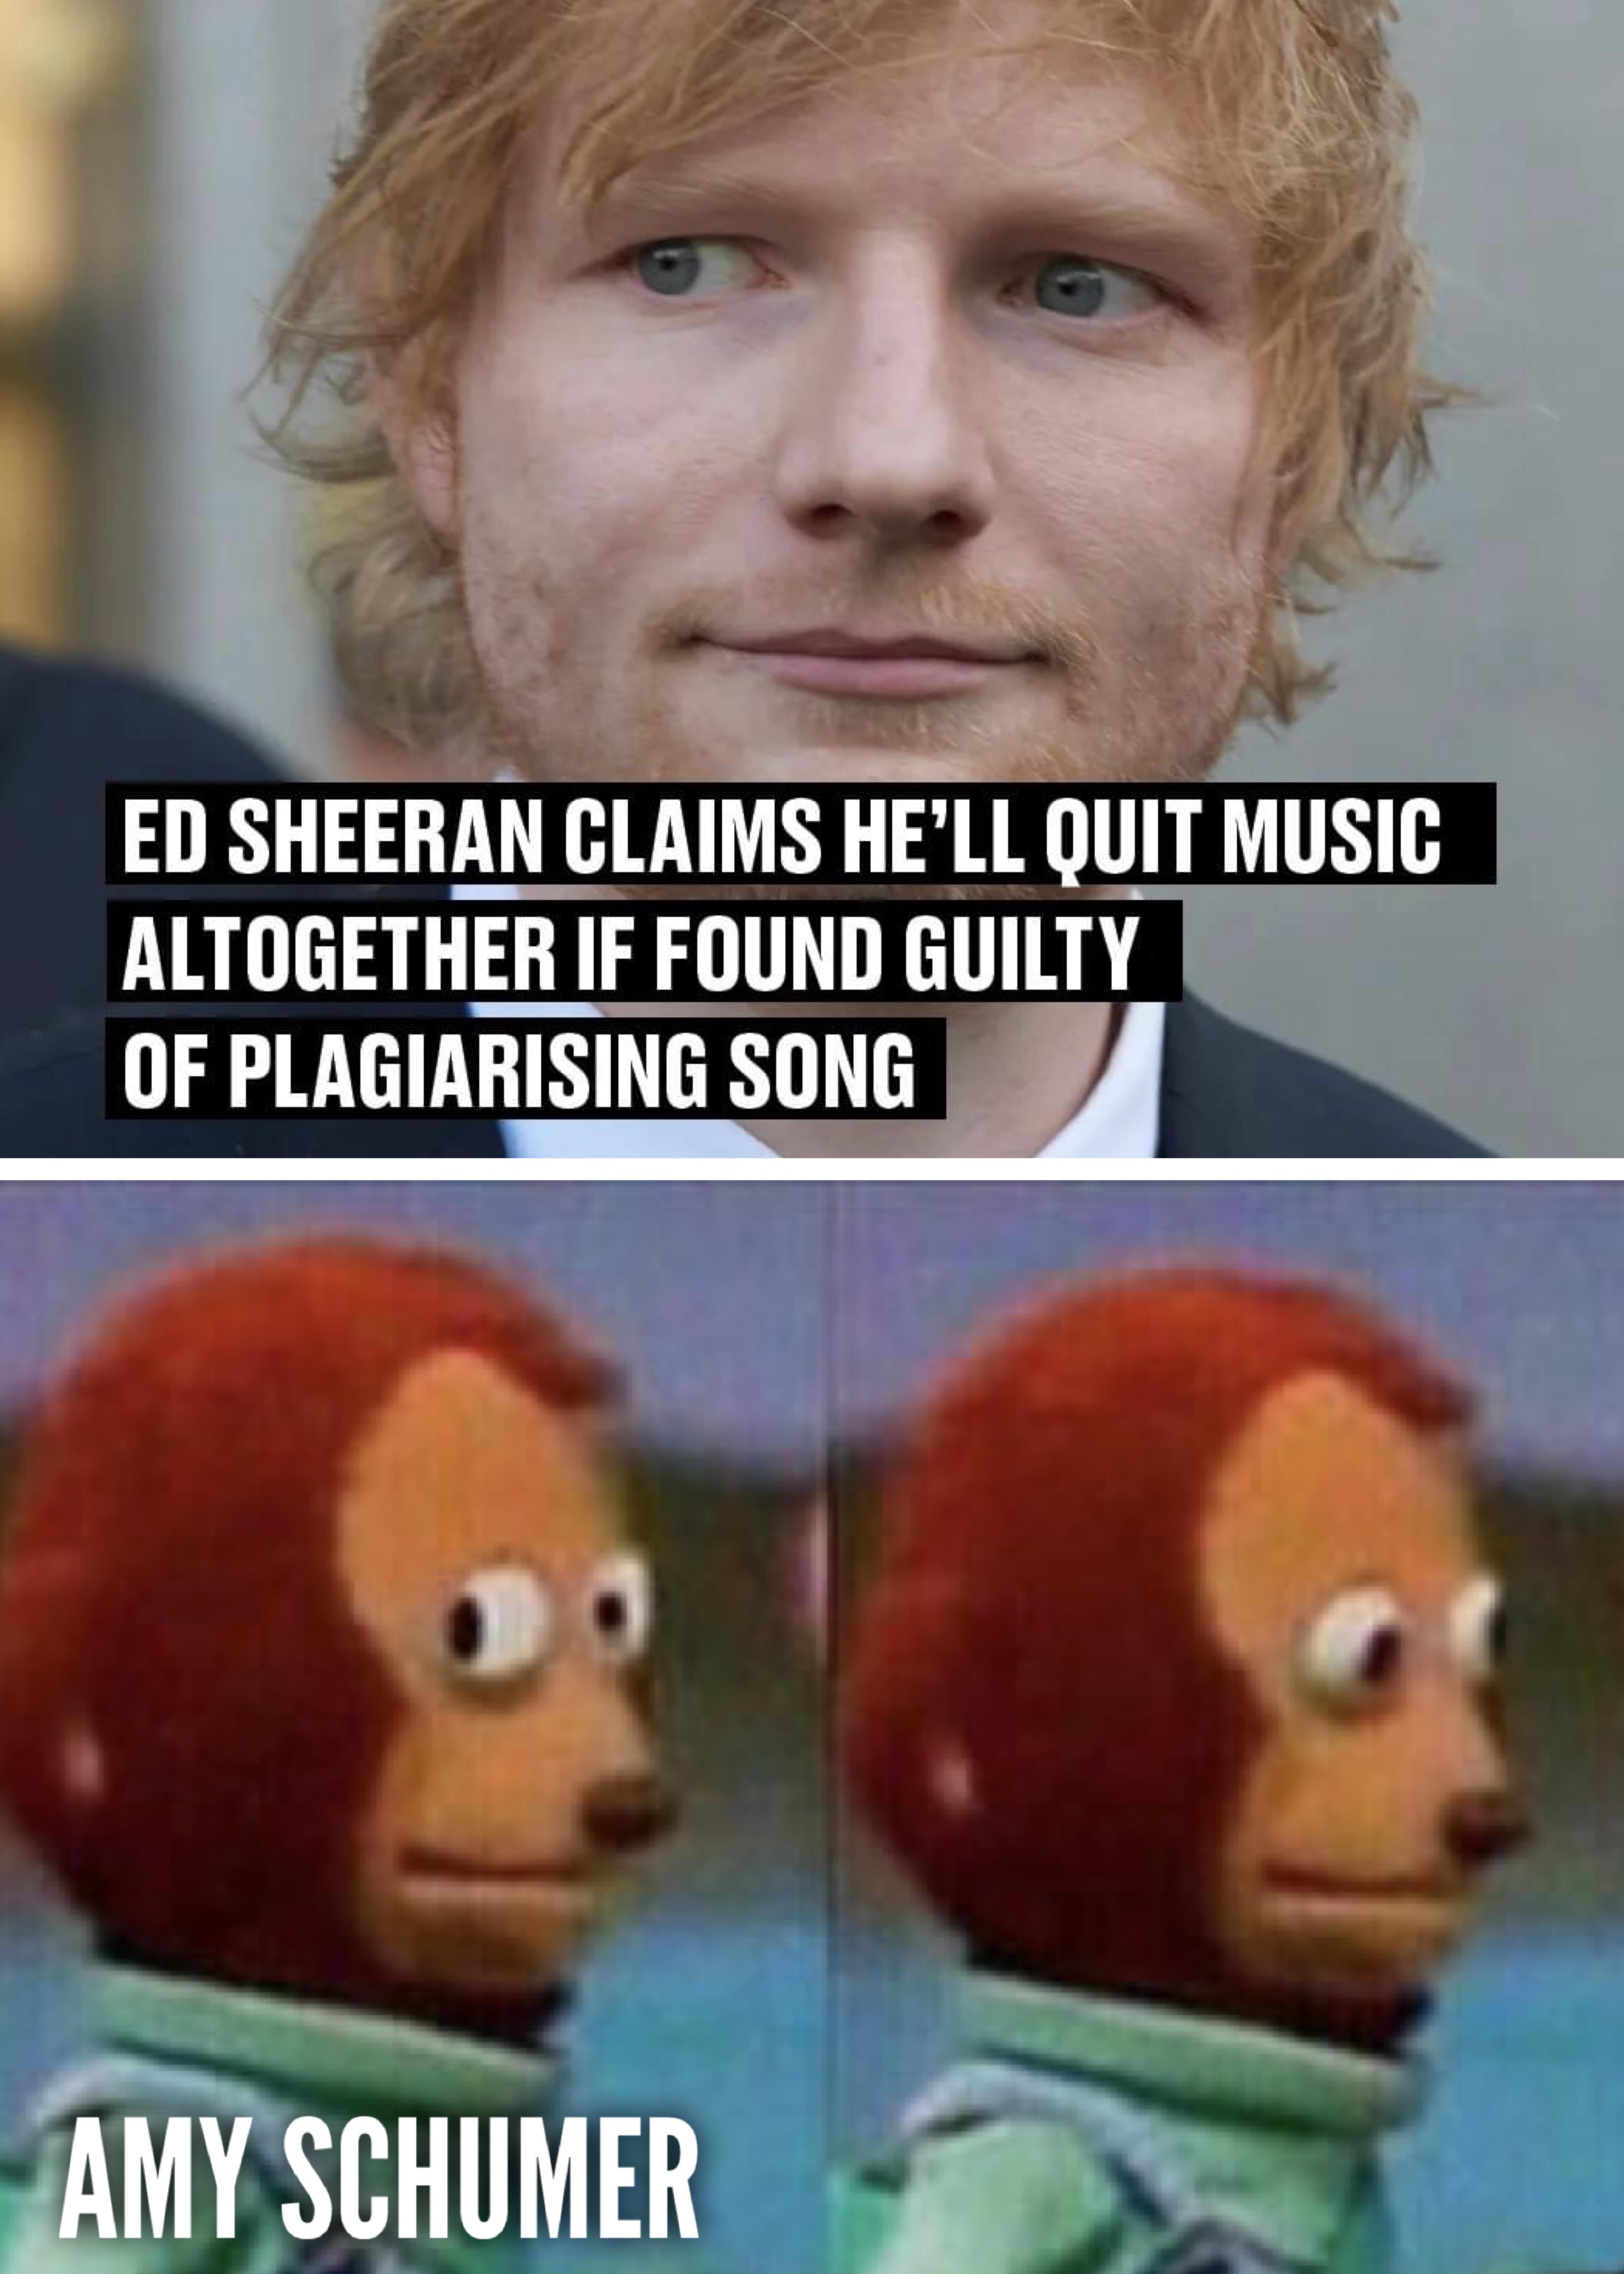 ED SHEERAN CLAIMS HE'LL QUIT MUSIC
ALTOGETHER IF FOUND GUILTY
OF PLAGIARISING SONG
AMY SCHUMER